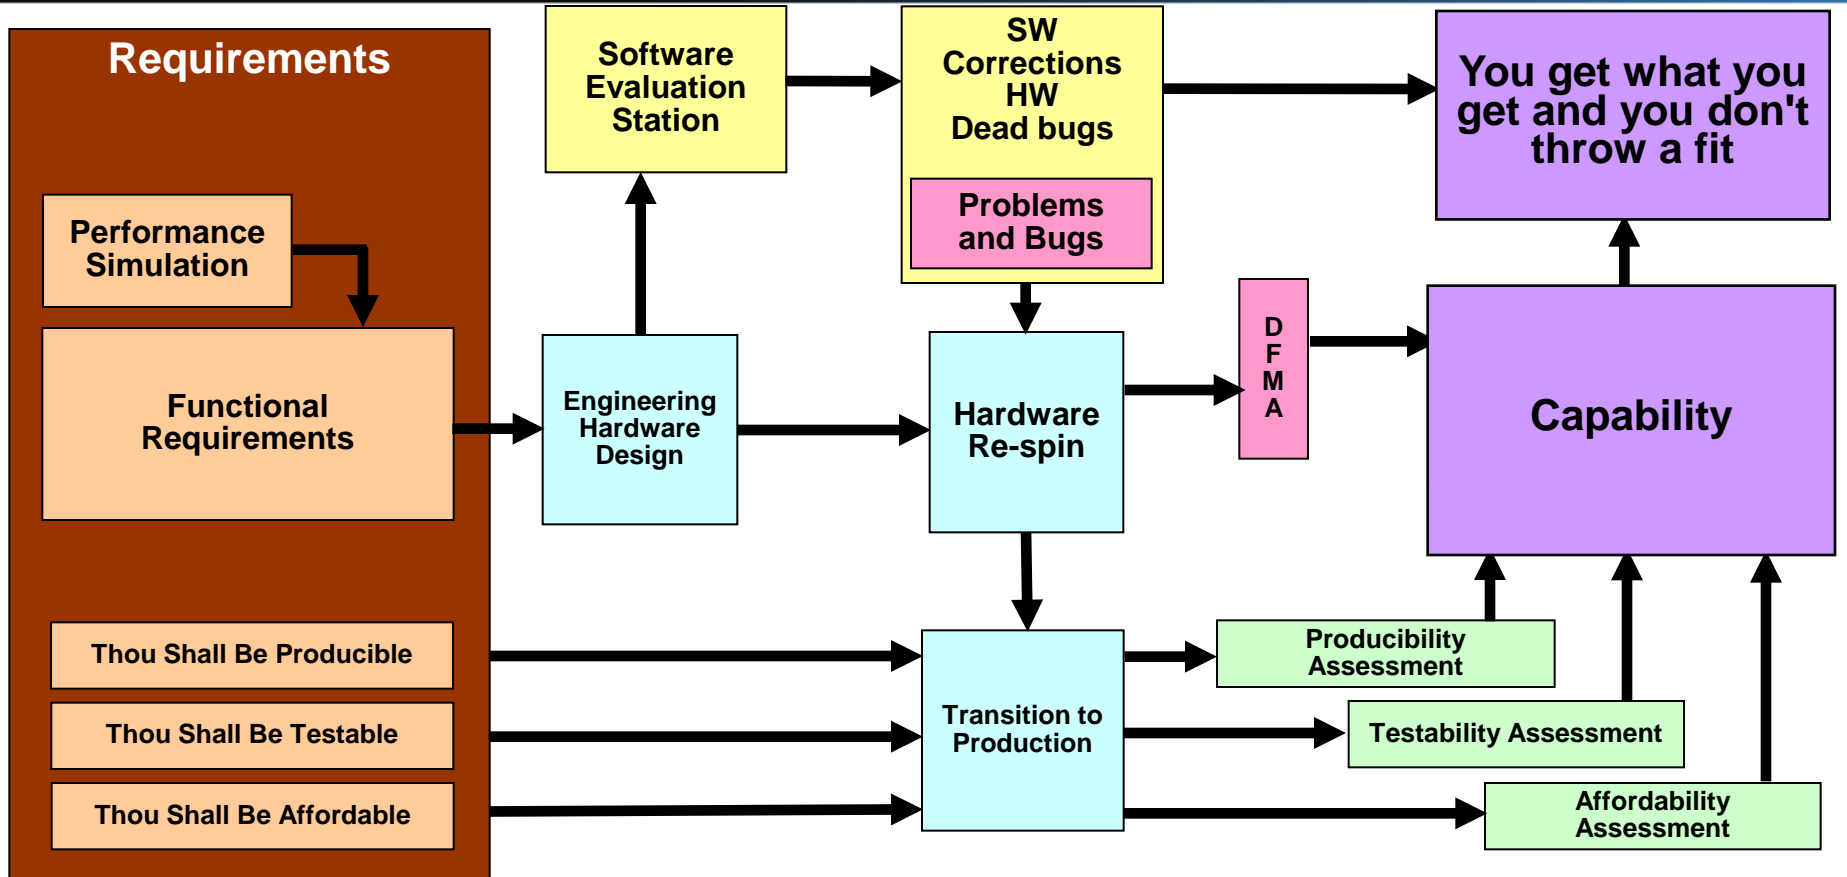 Requirements
Performance
Simulation
Functional
Requirements
Thou Shall Be Producible
Thou Shall Be Testable
Thou Shall Be Affordable
Software
Evaluation
Station
Engineering
Hardware
Design
SW
Corrections
HW
Dead bugs
Problems
and Bugs
Hardware
Re-spin
Transition to
Production
D
F
M
A
You get what you
get and you don't
throw a fit
Capability
Producibility
Assessment
Testability Assessment
Affordability
Assessment